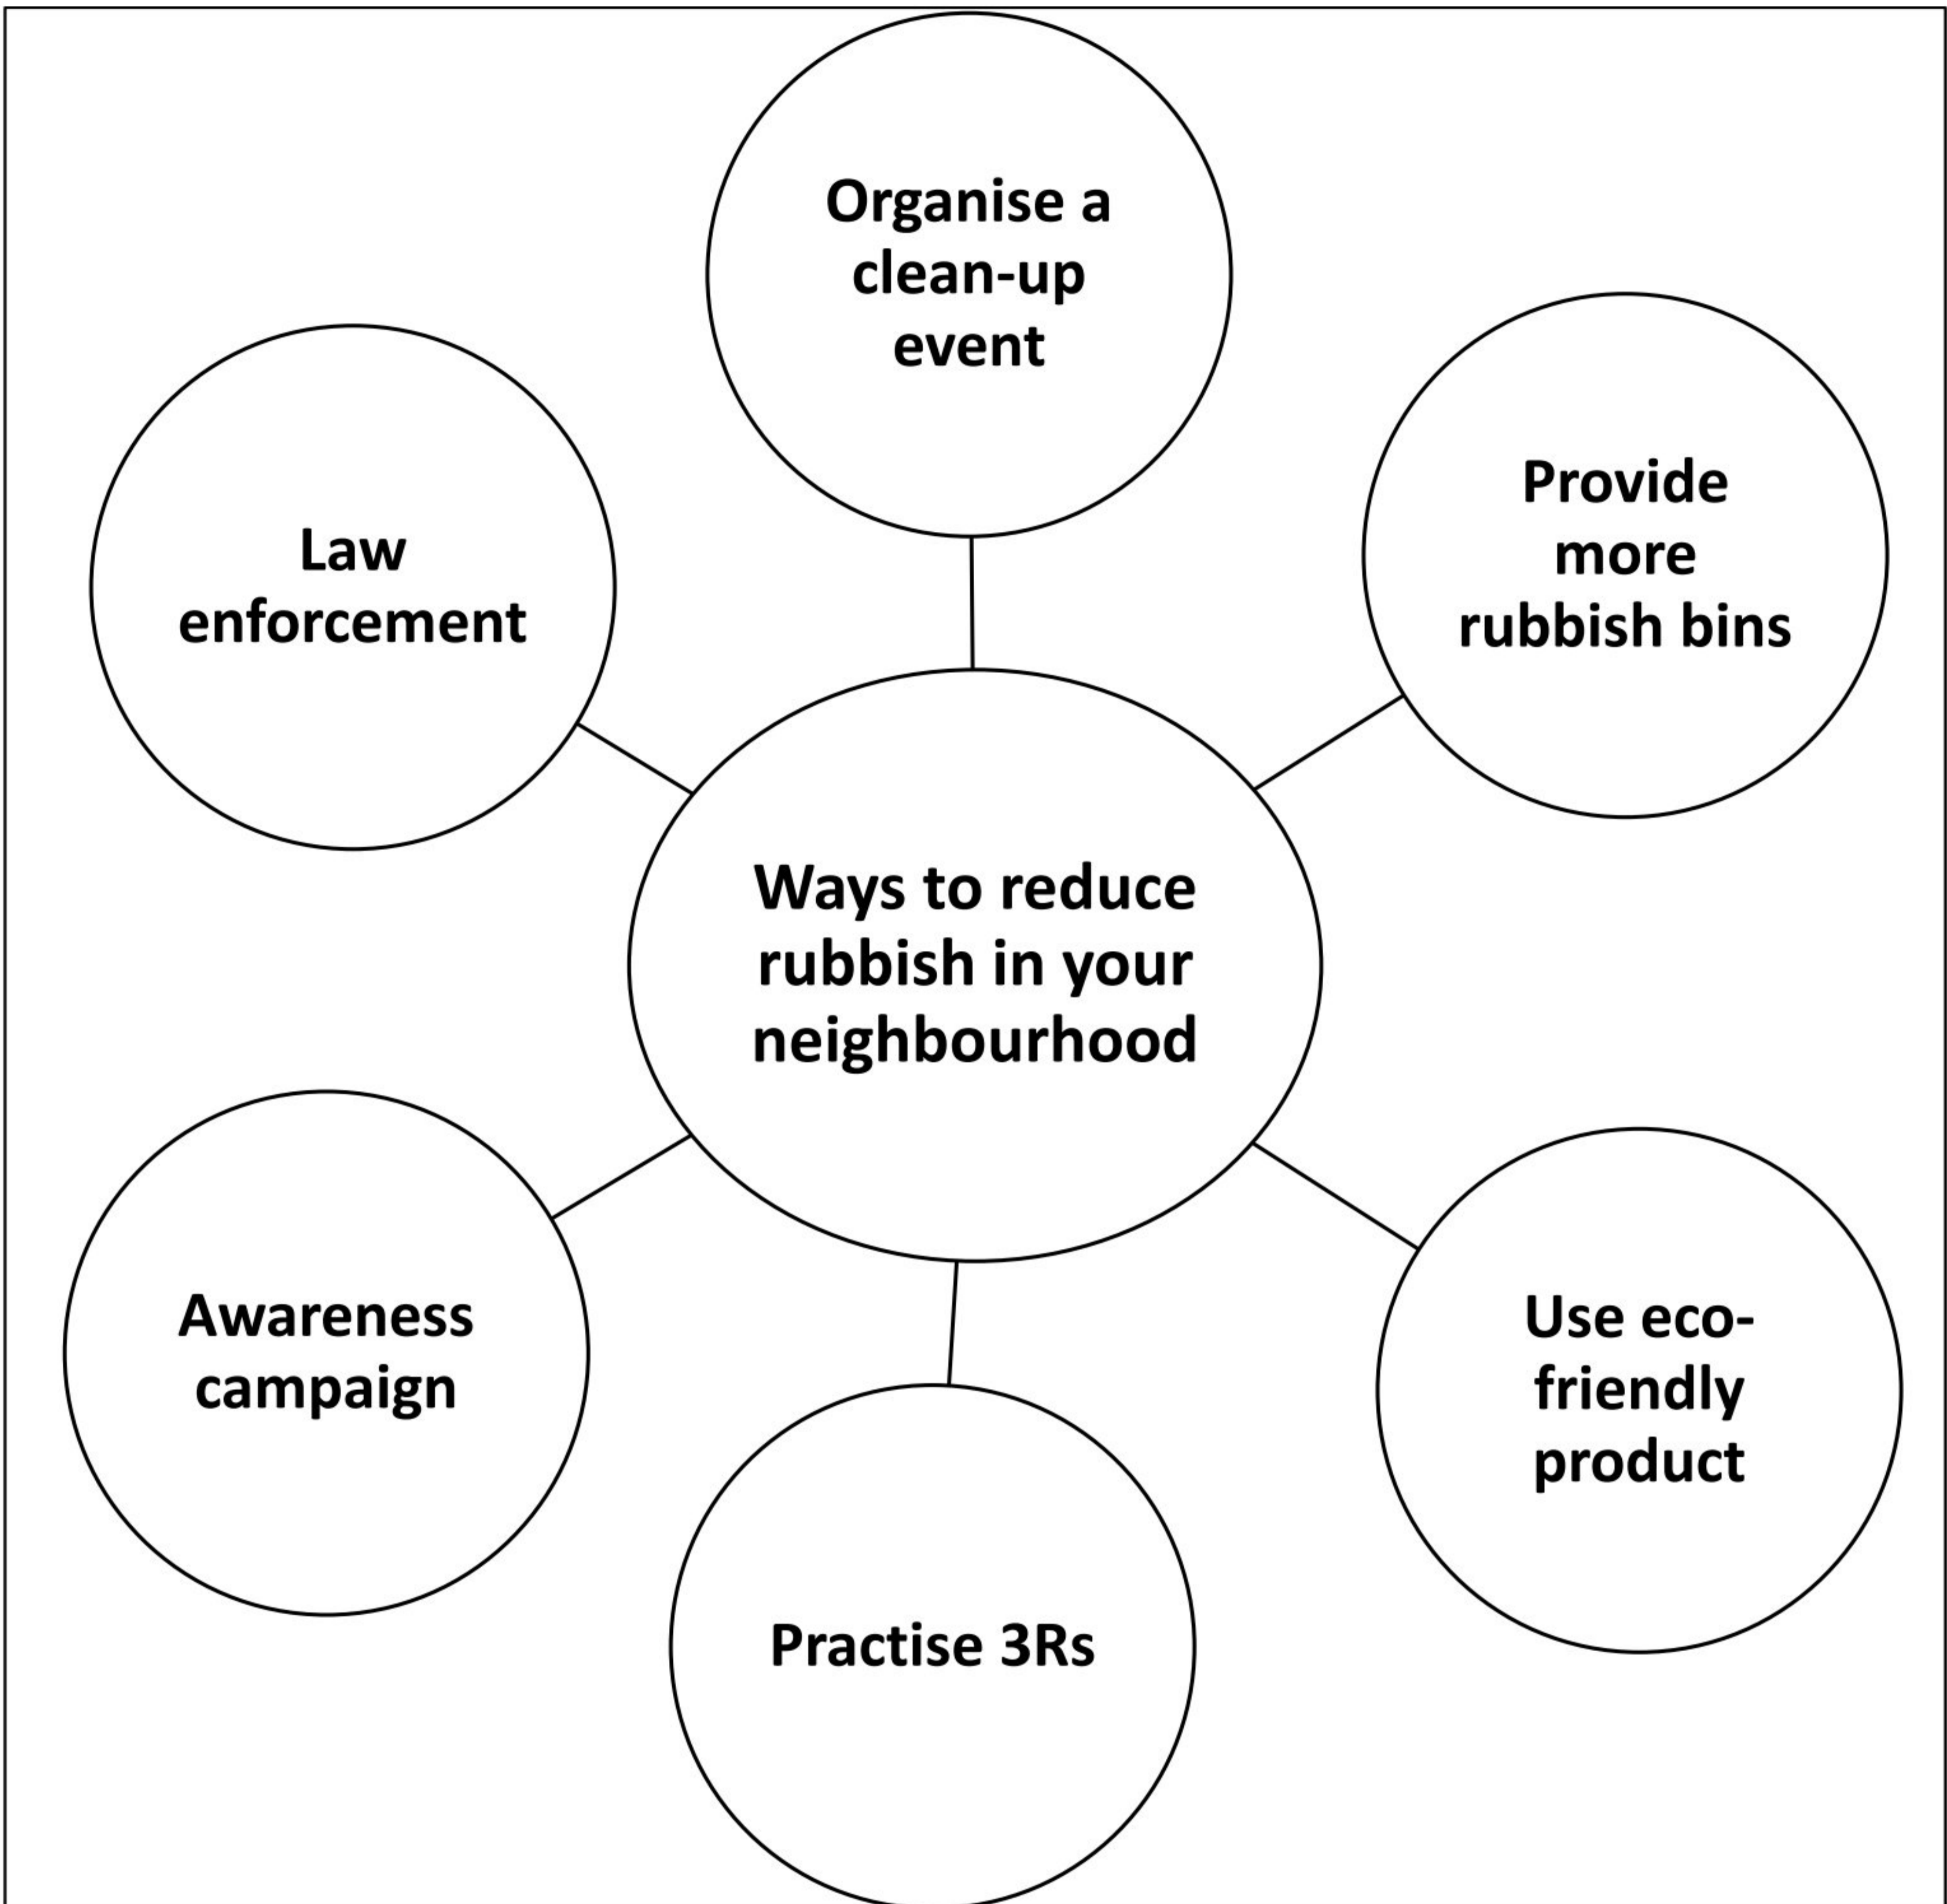 Organise a
clean-up
event
Provide
more
rubbish bins
Law
enforcement
Ways to reduce
rubbish in your
neighbourhood
Awareness
campaign
Use eco-
friendly
product
Practise 3Rs